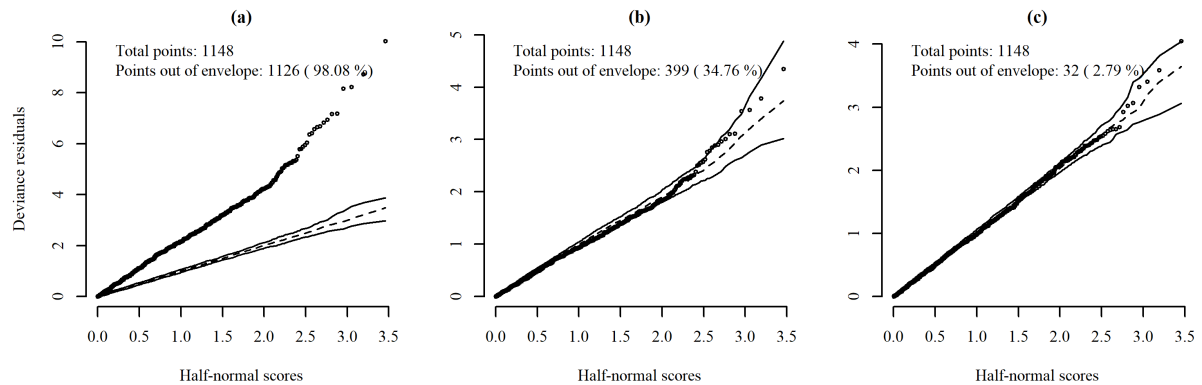 (a)
Total points: 1148
Points out of envelope: 1126 ( 98.08 %)
Deviance residuals
0 2 4 6 8 10
0.0 0.5 1.0 1.5 2.0 2.5 3.0 3.5
Half-normal scores
(b)
Total points: 1148
Points out of envelope: 399 ( 34.76 %)
0 1 2 3 4 5
0.0 0.5 1.0 1.5 2.0 2.5 3.0 3.5
Half-normal scores
(c)
Total points: 1148
Points out of envelope: 32 ( 2.79 %)
0 1 2 3 4
0.0 0.5 1.0 1.5 2.0 2.5 3.0 3.5
Half-normal scores